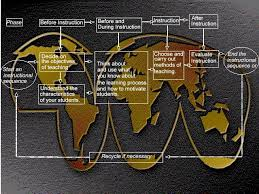 Phase
Before Instruction
Before and
During Instruction
Instruction
After
Instruction
Start an
instructional
sequence
Decide on
the objectives
of teaching.
Understand the
characteristics
of your students.
Think about
and use what
you know about
the learning process
and how to motivate
students.
Choose and
carry out
methods of
teaching.
Evaluate
Instruction.
End the
instructional
sequence or
Recycle if necessary